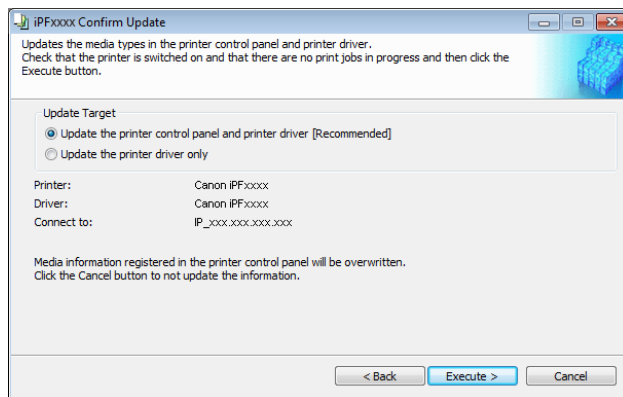 iPFxxxx Confirm Update
Updates the media types in the printer control panel and printer driver.
Check that the printer is switched on and that there are no print jobs in progress and then click the
Execute button.
Update Target
Update the printer control panel and printer driver [Recommended]
Update the printer driver only
Printer: Canon iPFxxxx
Driver: Canon iPFxxxx
Connect to: IP_xxx.xxx.xxx.xxx
Media information registered in the printer control panel will be overwritten.
Click the Cancel button to not update the information.
< Back Execute > Cancel